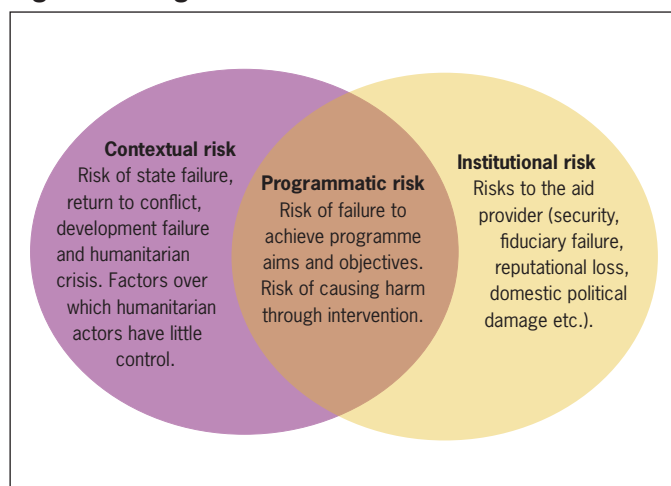 Contextual risk
Risk of state failure,
return to conflict,
development failure
and humanitarian
crisis. Factors over
which humanitarian
actors have little
control.
Programmatic risk
Risk of failure to
achieve programme
aims and objectives.
Risk of causing harm
through intervention.
Institutional risk
Risks to the aid
provider (security,
fiduciary failure,
reputational loss,
domestic political
damage etc.).